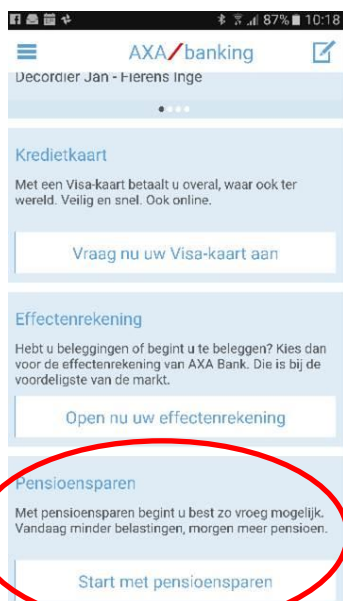 87% 10:18
AXA/banking
Decordier Jan - Fierens Inge
Kredietkaart
Met een Visa-kaart betaalt u overal, waar ook ter
wereld. Veilig en snel. Ook online.
Vraag nu uw Visa-kaart aan
Effectenrekening
Hebt u beleggingen of begint u te beleggen? Kies dan
voor de effectenrekening van AXA Bank. Die is bij de
voordeligste van de markt.
Open nu uw effectenrekening
Pensioensparen
Met pensioensparen begint u best zo vroeg mogelijk.
Vandaag minder belastingen, morgen meer pensioen.
Start met pensioensparen